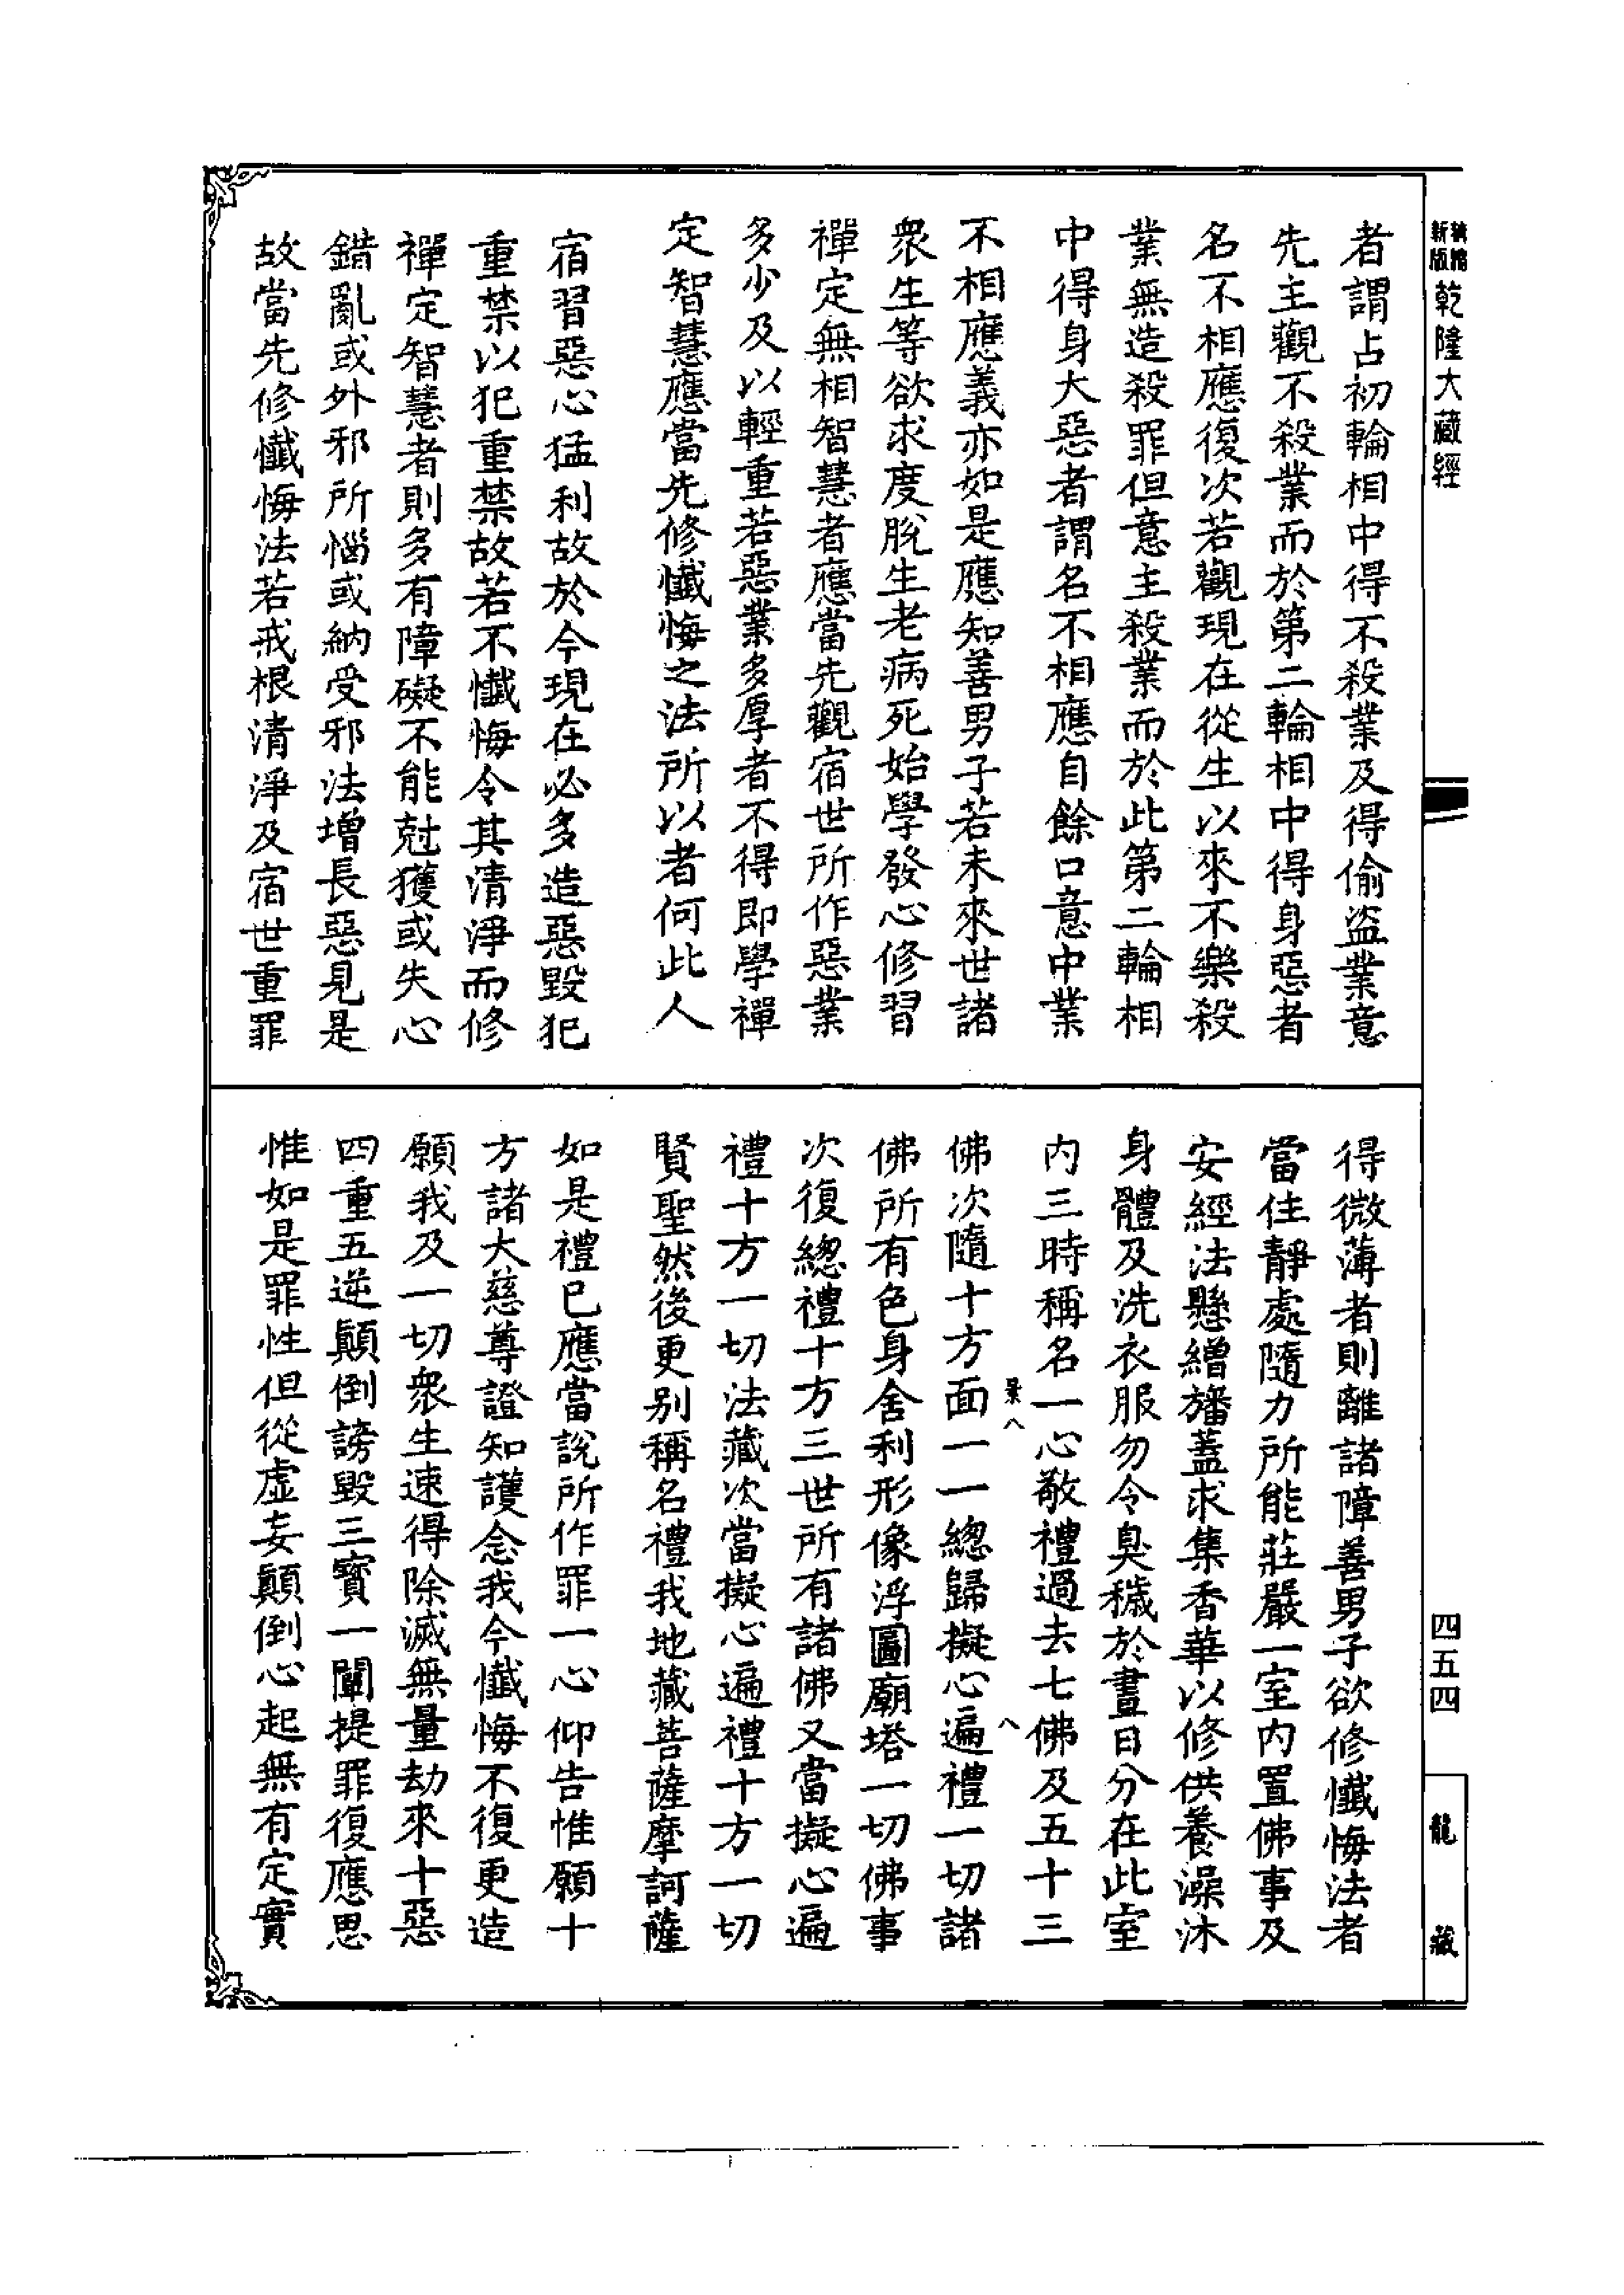 新版
乾隆大藏經
者謂占初輪相中得不殺業及得偷盜業意
先主觀不殺業而於第二輪相中得身惡者
名不相應復次若觀現在從生以來不樂殺
業無造殺罪但意主殺業而於此第二輪相
中得身大惡者謂名不相應自餘口意中業
不相應義亦如是應知善男子若未來世諸
衆生等欲求度脫生老病死始學發心修習
禪定無相智慧者應當先觀宿世所作惡業
多少及以輕重若惡業多厚者不得即學禪
定智慧應當先修懺悔之法所以者何此人
宿習惡心猛利故於今現在必多造惡毀犯
重禁以犯重禁故若不懺悔令其清淨而修
禪定智慧者則多有障礙不能尅獲或失心
錯亂或外邪所惱或納受邪法增長惡見是
故當先修懺悔法若戒根清淨及宿世重罪
得微薄者則離諸障善男子欲修懺悔法者
當住靜處隨力所能莊嚴一室內置佛事及
安經法懸繒旛蓋求集香華以修供養澡沐
身體及洗衣服勿令臭穢於晝日分在此室
內三時稱名一心敬禮過去七佛及五十三
八
八
佛次隨十方面一一總歸擬心遍禮一切諸
佛所有色身舍利形像浮圖廟塔一切佛事
次復總禮十方三世所有諸佛又當擬心遍
禮十方一切法藏次當擬心遍禮十方一切
賢聖然後更別稱名禮我地藏菩薩摩訶薩
如是禮已應當說所作罪一心仰告惟願十
方諸大慈尊證知護念我今懺悔不復更造
願我及一切衆生速得除滅無量劫來十惡
四重五逆顛倒謗毀三寶一闡提罪復應思
惟如是罪性但從虛妄顛倒心起無有定實
四五四
龍藏